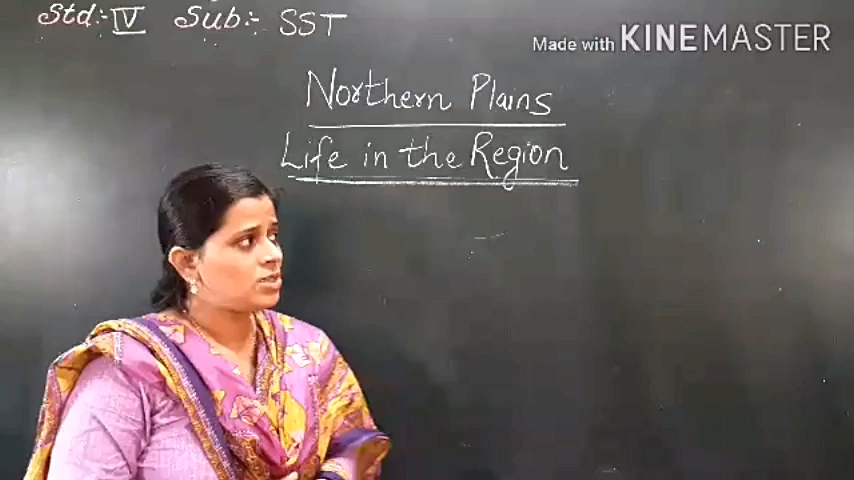 Std:- IV Sub:- SST
Made with KINEMASTER
Northern Plains
Life in the Region